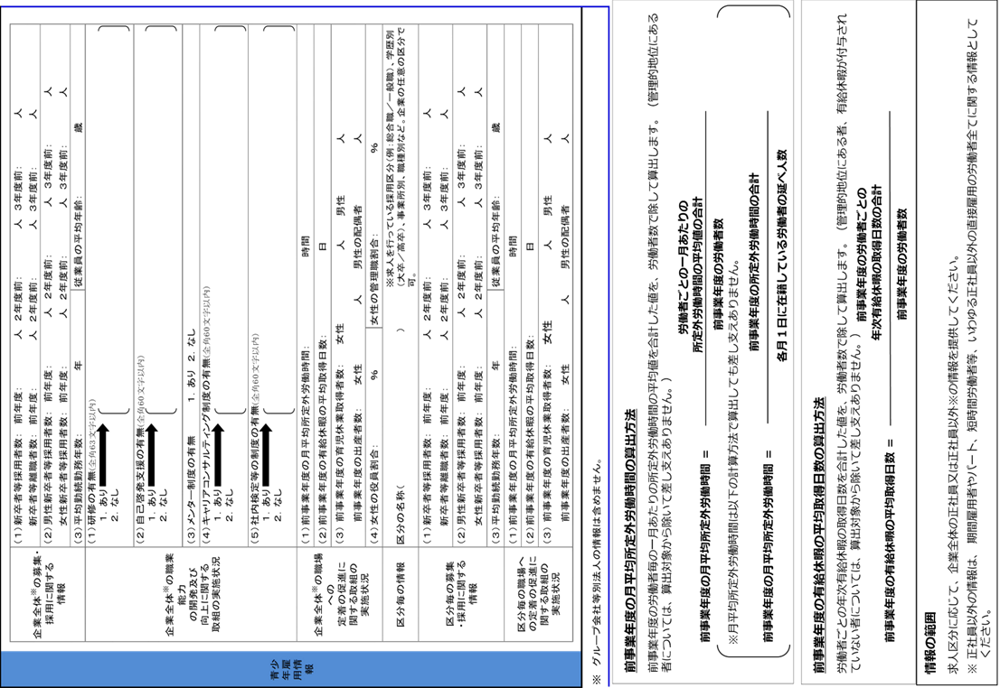 青少年雇用情報
企業全体※の募集・採用に関する情報
(1)新卒者等採用者数: 前年度: 人 2年度前: 人 3年度前: 人
新卒者等離職者数: 前年度: 人 2年度前: 人 3年度前: 人
(2)男性新卒者等採用者数: 前年度: 人 2年度前: 人 3年度前: 人
女性新卒者等採用者数: 前年度: 人 2年度前: 人 3年度前: 人
(3)平均勤続勤務年数: 年 従業員の平均年齢: 歳
企業全体※の職業能力の開発及び向上に関する取組の実施状況
(1)研修の有無(全角63文字以内)
1. あり
2. なし
(2)自己啓発支援の有無(全角60文字以内)
1. あり
2. なし
(3)メンター制度の有無 1. あり 2. なし
(4)キャリアコンサルティング制度の有無(全角60文字以内)
1. あり
2. なし
(5)社内検定等の制度の有無(全角60文字以内)
1. あり
2. なし
企業全体※の職場への定着の促進に関する取組の実施状況
(1)前事業年度の月平均所定外労働時間: 時間
(2)前事業年度の有給休暇の平均取得日数: 日
(3) 前事業年度の育児休業取得者数: 女性 人 男性 人
前事業年度の出産者数: 女性 人 男性の配偶者 人
(4)女性の役員割合: % 女性の管理職割合: %
区分毎の情報
区分の名称( )
※求人を行っている採用区分(例:総合職/一般職)、学歴別
(大卒/高卒)、事業所別、職種別など。企業の任意の区分で
可。
区分毎の募集・採用に関する情報
(1)新卒者等採用者数: 前年度: 人 2年度前: 人 3年度前: 人
新卒者等離職者数: 前年度: 人 2年度前: 人 3年度前: 人
(2)男性新卒者等採用者数: 前年度: 人 2年度前: 人 3年度前: 人
女性新卒者等採用者数: 前年度: 人 2年度前: 人 3年度前: 人
(3)平均勤続勤務年数: 年 従業員の平均年齢: 歳
区分毎の職場への定着の促進に関する取組の実施状況
(1)前事業年度の月平均所定外労働時間: 時間
(2)前事業年度の有給休暇の平均取得日数: 日
(3) 前事業年度の育児休業取得者数: 女性 人 男性 人
前事業年度の出産者数: 女性 人 男性の配偶者 人
※ グループ会社等別法人の情報は含めません。
前事業年度の月平均所定外労働時間の算出方法
前事業年度の労働者毎の一月あたりの所定外労働時間の平均値を合計した値を、労働者数で除して算出します。(管理的地位にある
者については、算出対象から除いて差し支えありません。)
労働者ごとの一月あたりの
所定外労働時間の平均値の合計
前事業年度の月平均所定外労働時間 =
前事業年度の労働者数
※月平均所定外労働時間は以下の計算方法で算出しても差し支えありません。
前事業年度の所定外労働時間の合計
前事業年度の月平均所定外労働時間 =
各月1日に在籍している労働者の延べ人数
前事業年度の有給休暇の平均取得日数の算出方法
労働者ごとの年次有給休暇の取得日数を合計した値を、労働者数で除して算出します。(管理的地位にある者、有給休暇が付与され
ていない者については、算出対象から除いて差し支えありません。)
前事業年度の労働者ごとの
年次有給休暇の取得日数の合計
前事業年度の有給休暇の平均取得日数 =
前事業年度の労働者数
情報の範囲
求人区分に応じて、企業全体の正社員又は正社員以外※の情報を提供してください。
※ 正社員以外の情報は、期間雇用者やパート、短時間労働者等、いわゆる正社員以外の直接雇用の労働者全てに関する情報として
ください。